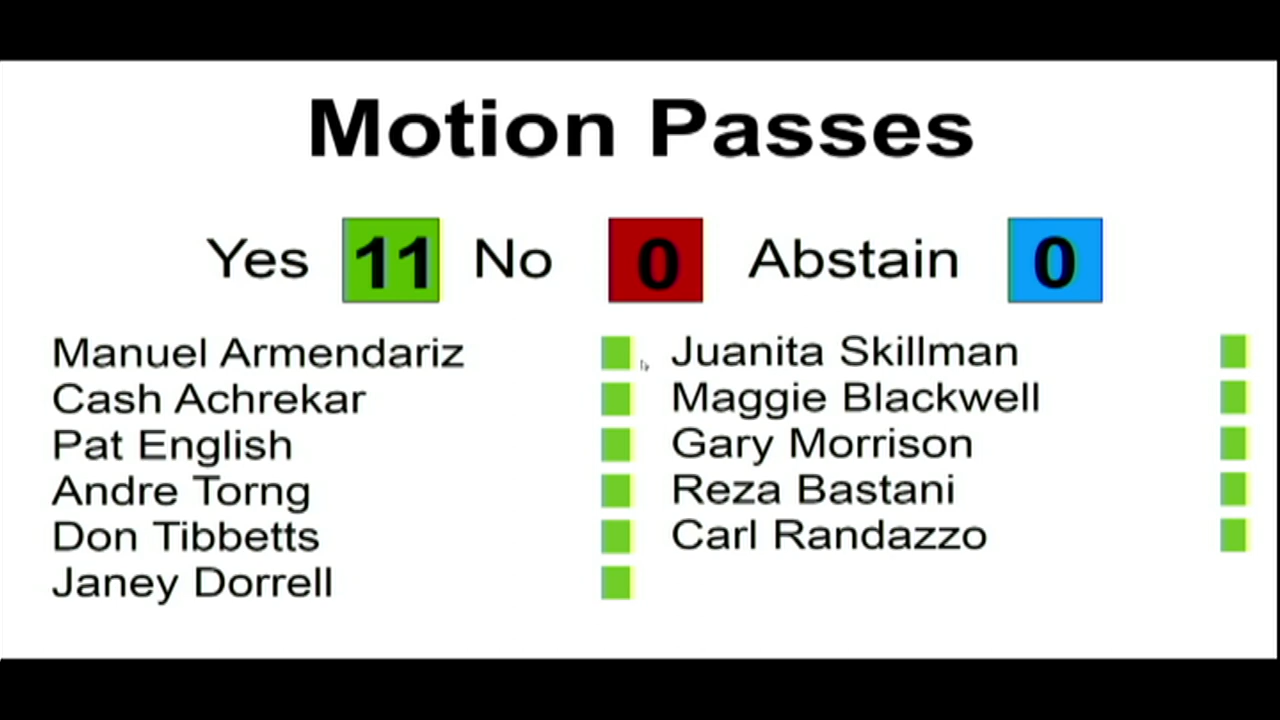 Motion Passes
Yes 11 No 0 Abstain 0
Manuel Armendariz
Cash Achrekar
Pat English
Andre Torng
Don Tibbetts
Janey Dorrell
Juanita Skillman
Maggie Blackwell
Gary Morrison
Reza Bastani
Carl Randazzo